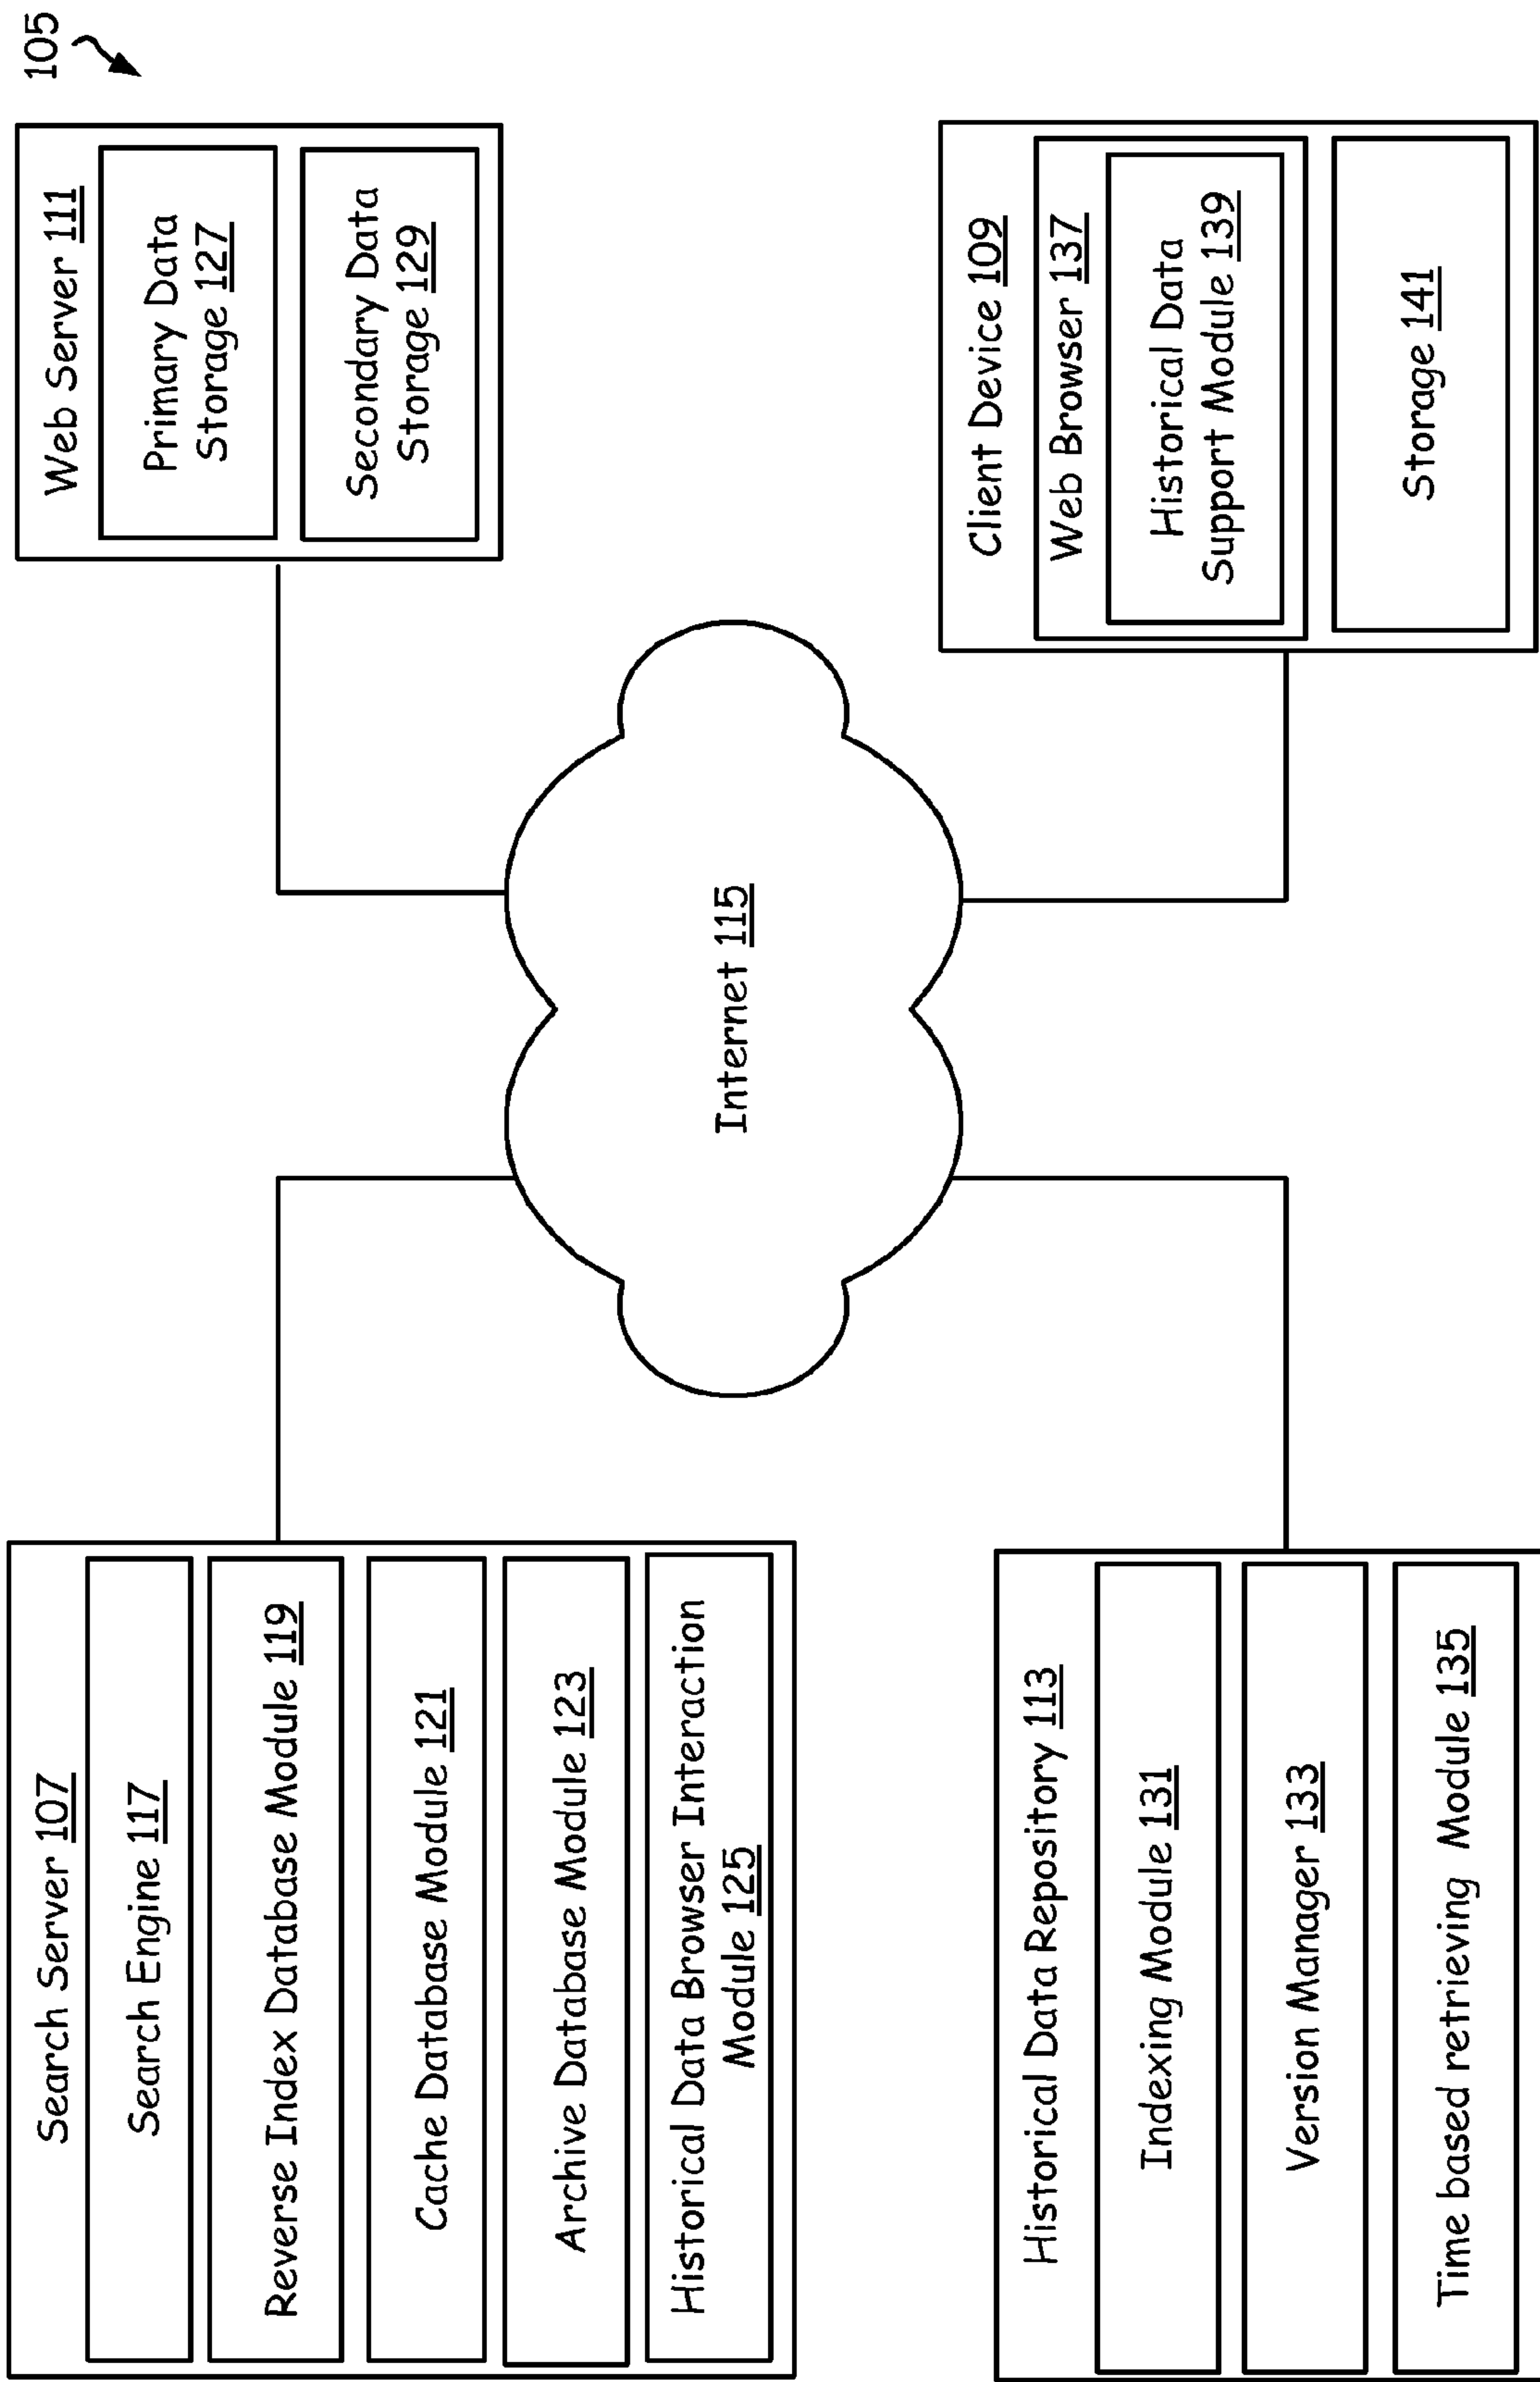 105
Search Server 107
Search Engine 117
Reverse Index Database Module 119
Cache Database Module 121
Archive Database Module 123
Historical Data Browser Interaction
Module 125
Web Server 111
Primary Data
Storage 127
Secondary Data
Storage 129
Internet 115
Historical Data Repository 113
Indexing Module 131
Version Manager 133
Time based retrieving Module 135
Client Device 109
Web Browser 137
Historical Data
Support Module 139
Storage 141